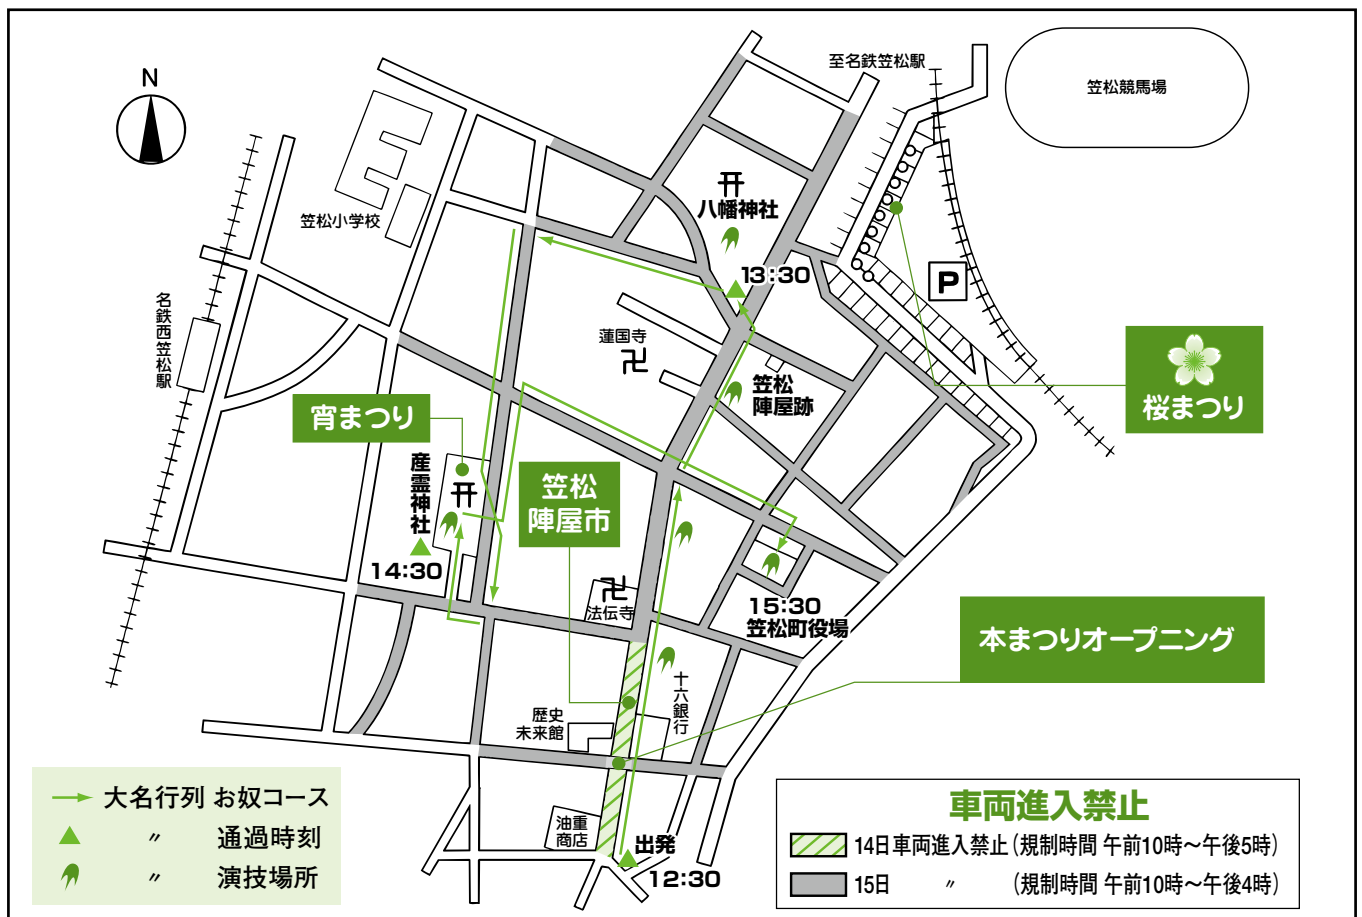 N
至名鉄笠松駅
笠松競馬場
笠松小学校
八幡神社
13:30
P
名鉄西笠松駅
蓮国寺
笠松
陣屋跡
桜まつり
宵まつり
産霊神社
14:30
笠松
陣屋市
法伝寺
15:30
笠松町役場
本まつりオープニング
十六銀行
歴史
未来館
油重
商店
出発
12:30
大名行列 お奴コース
〃 通過時刻
〃 演技場所
車両進入禁止
14日車両進入禁止(規制時間 午前10時〜午後5時)
15日 〃 (規制時間 午前10時〜午後4時)